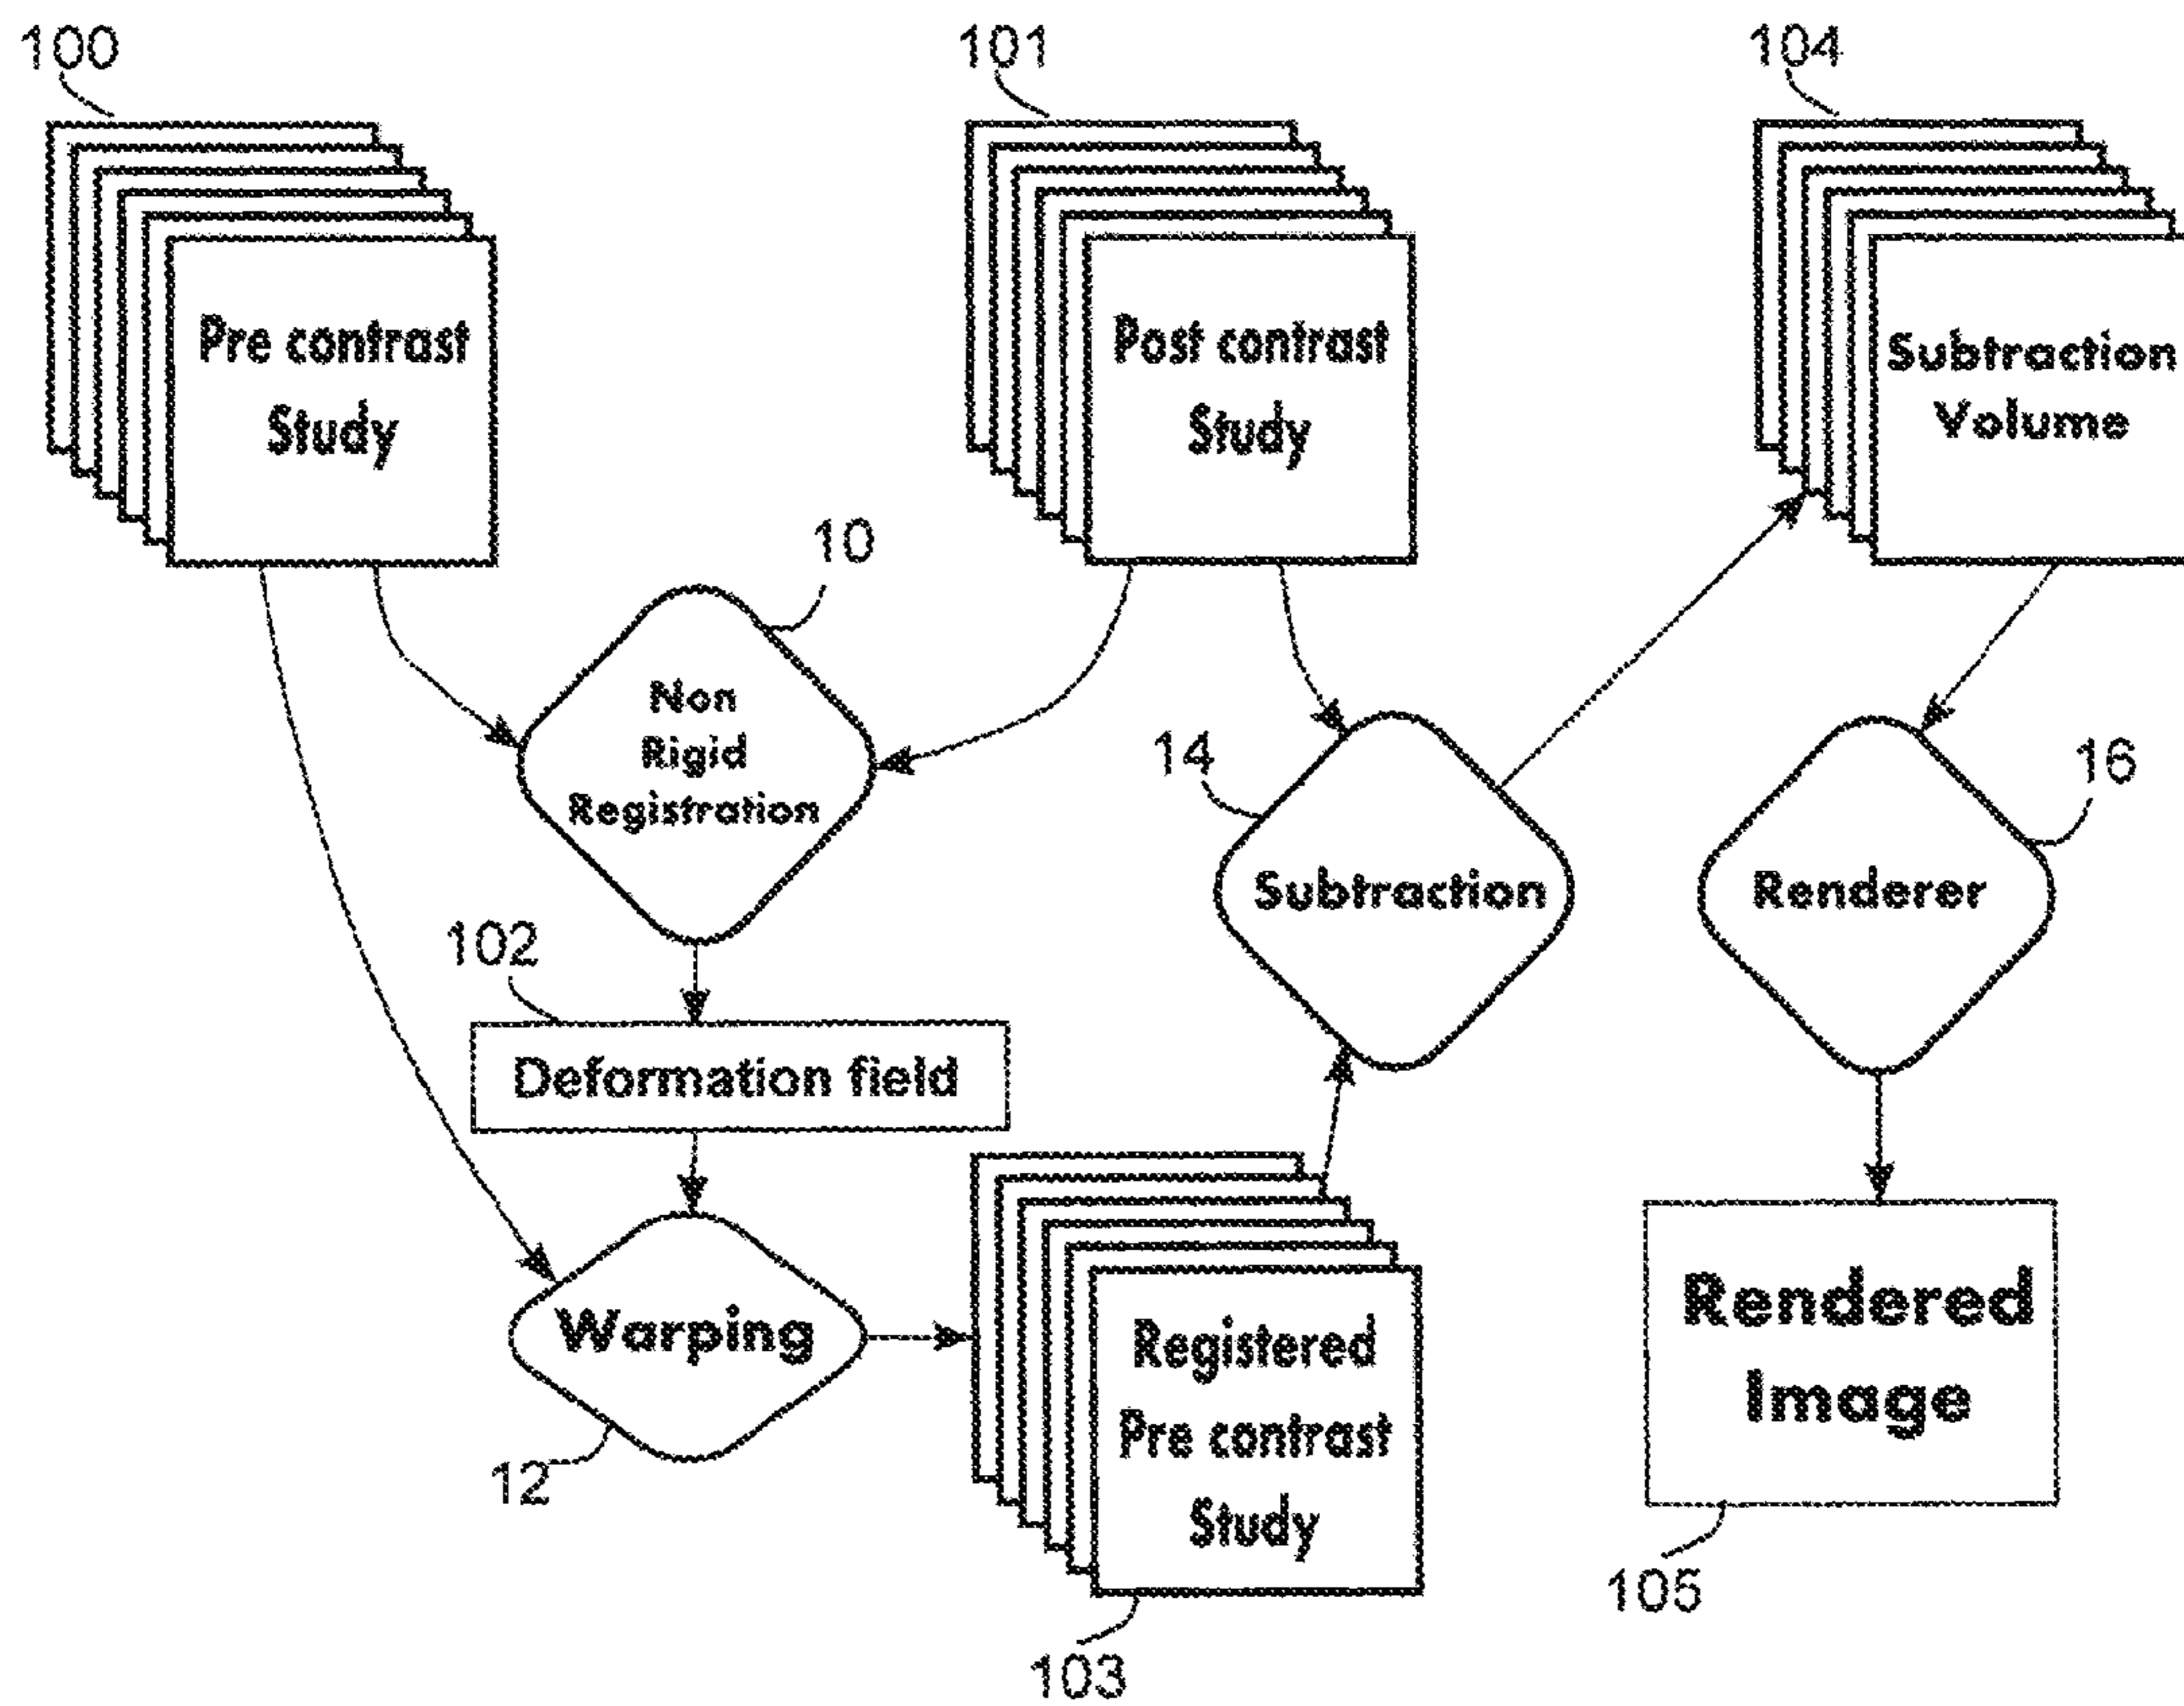 100
101
104
Pre contrast
Study
Post contrast
Study
Subtraction
Volume
10
Non
Rigid
Registration
14
Subtraction
16
Renderer
102
Deformation field
Warping
12
Registered
Pre contrast
Study
103
Rendered
Image
105